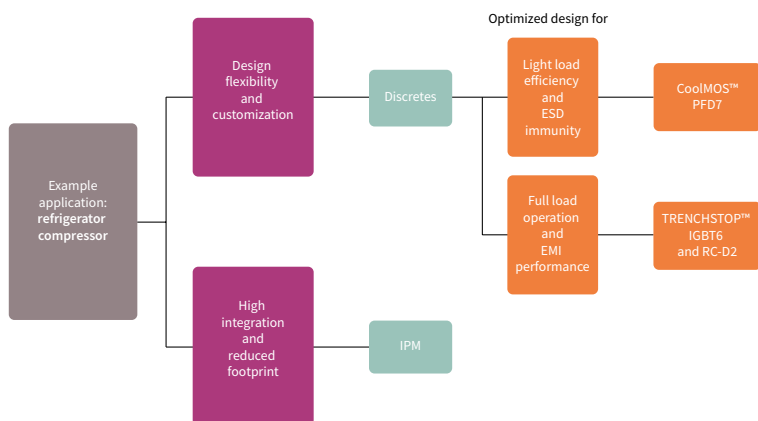 Optimized design for
Design
flexibility
and
customization
Discretes
Light load
efficiency
and
ESD
immunity
CoolMOS™
PFD7
Example
application:
refrigerator
compressor
Full load
operation
and
EMI
performance
TRENCHSTOP™
IGBT6
and RC-D2
High
integration
and
reduced
footprint
IPM